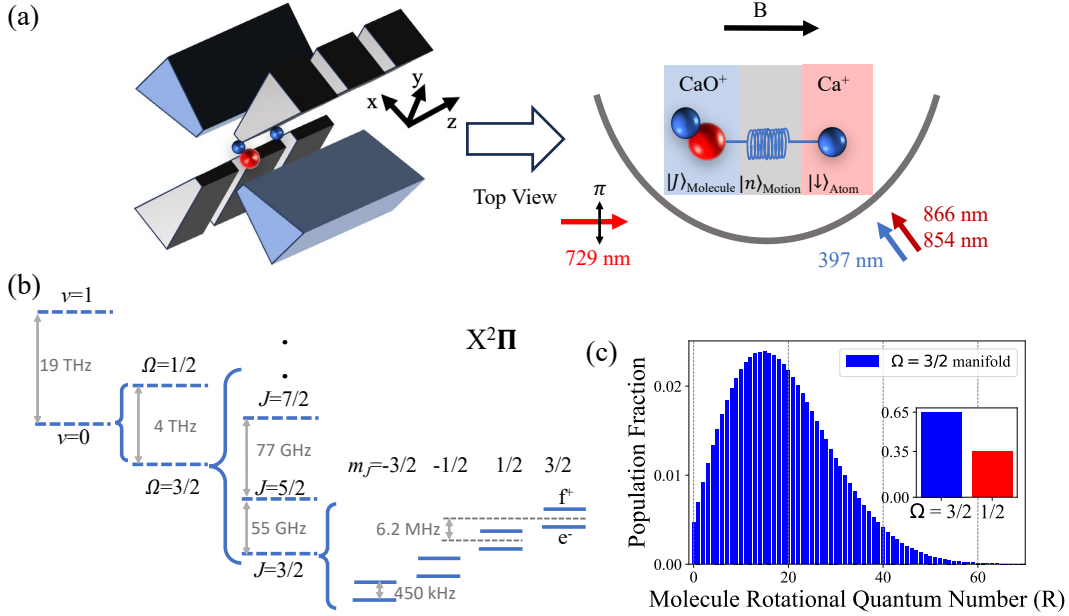 (a)
x
y
z
Top View
B
CaO⁺
Ca⁺
|J⟩Molecule
|n⟩Motion
|↓⟩Atom
π
729 nm
866 nm
854 nm
397 nm
(b)
v=1
19 THz
v=0
Ω=1/2
4 THz
Ω=3/2
X²Π
J=7/2
77 GHz
J=5/2
55 GHz
J=3/2
mJ=-3/2 -1/2 1/2 3/2
f⁺
6.2 MHz
e⁻
450 kHz
(c)
Population Fraction
0.02
0.01
0.00
0 20 40 60
Molecule Rotational Quantum Number (R)
Ω = 3/2 manifold
0.65
0.35
0.00
Ω = 3/2 1/2